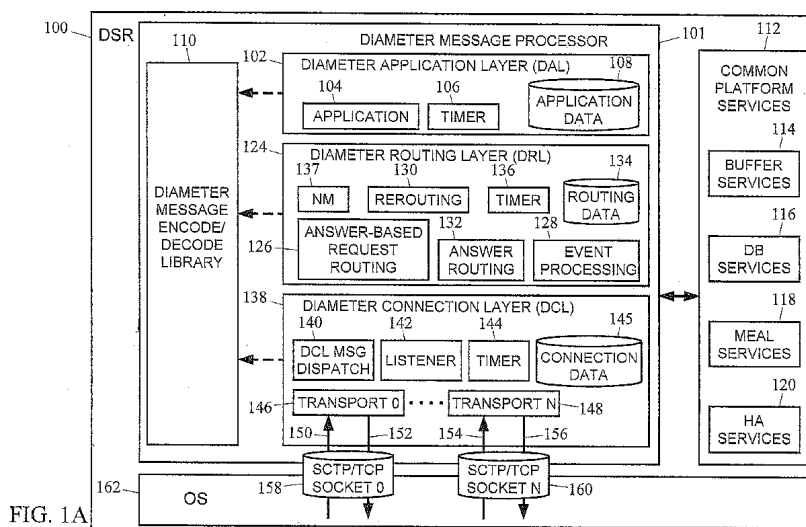 100
DSR
110
DIAMETER MESSAGE PROCESSOR
101
112
102
DIAMETER APPLICATION LAYER (DAL)
104
106
108
APPLICATION
TIMER
APPLICATION
DATA
COMMON
PLATFORM
SERVICES
114
BUFFER
SERVICES
116
DB
SERVICES
118
MEAL
SERVICES
120
HA
SERVICES
DIAMETER
MESSAGE
ENCODE/
DECODE
LIBRARY
124
DIAMETER ROUTING LAYER (DRL)
137
130
136
134
NM
REROUTING
TIMER
ROUTING
DATA
126
ANSWER-BASED
REQUEST
ROUTING
132
ANSWER
ROUTING
128
EVENT
PROCESSING
138
DIAMETER CONNECTION LAYER (DCL)
140
142
144
145
DCL MSG
DISPATCH
LISTENER
TIMER
CONNECTION
DATA
146
TRANSPORT 0
TRANSPORT N
148
150
152
154
156
162
OS
158
SCTP/TCP
SOCKET 0
SCTP/TCP
SOCKET N
160
FIG. 1A